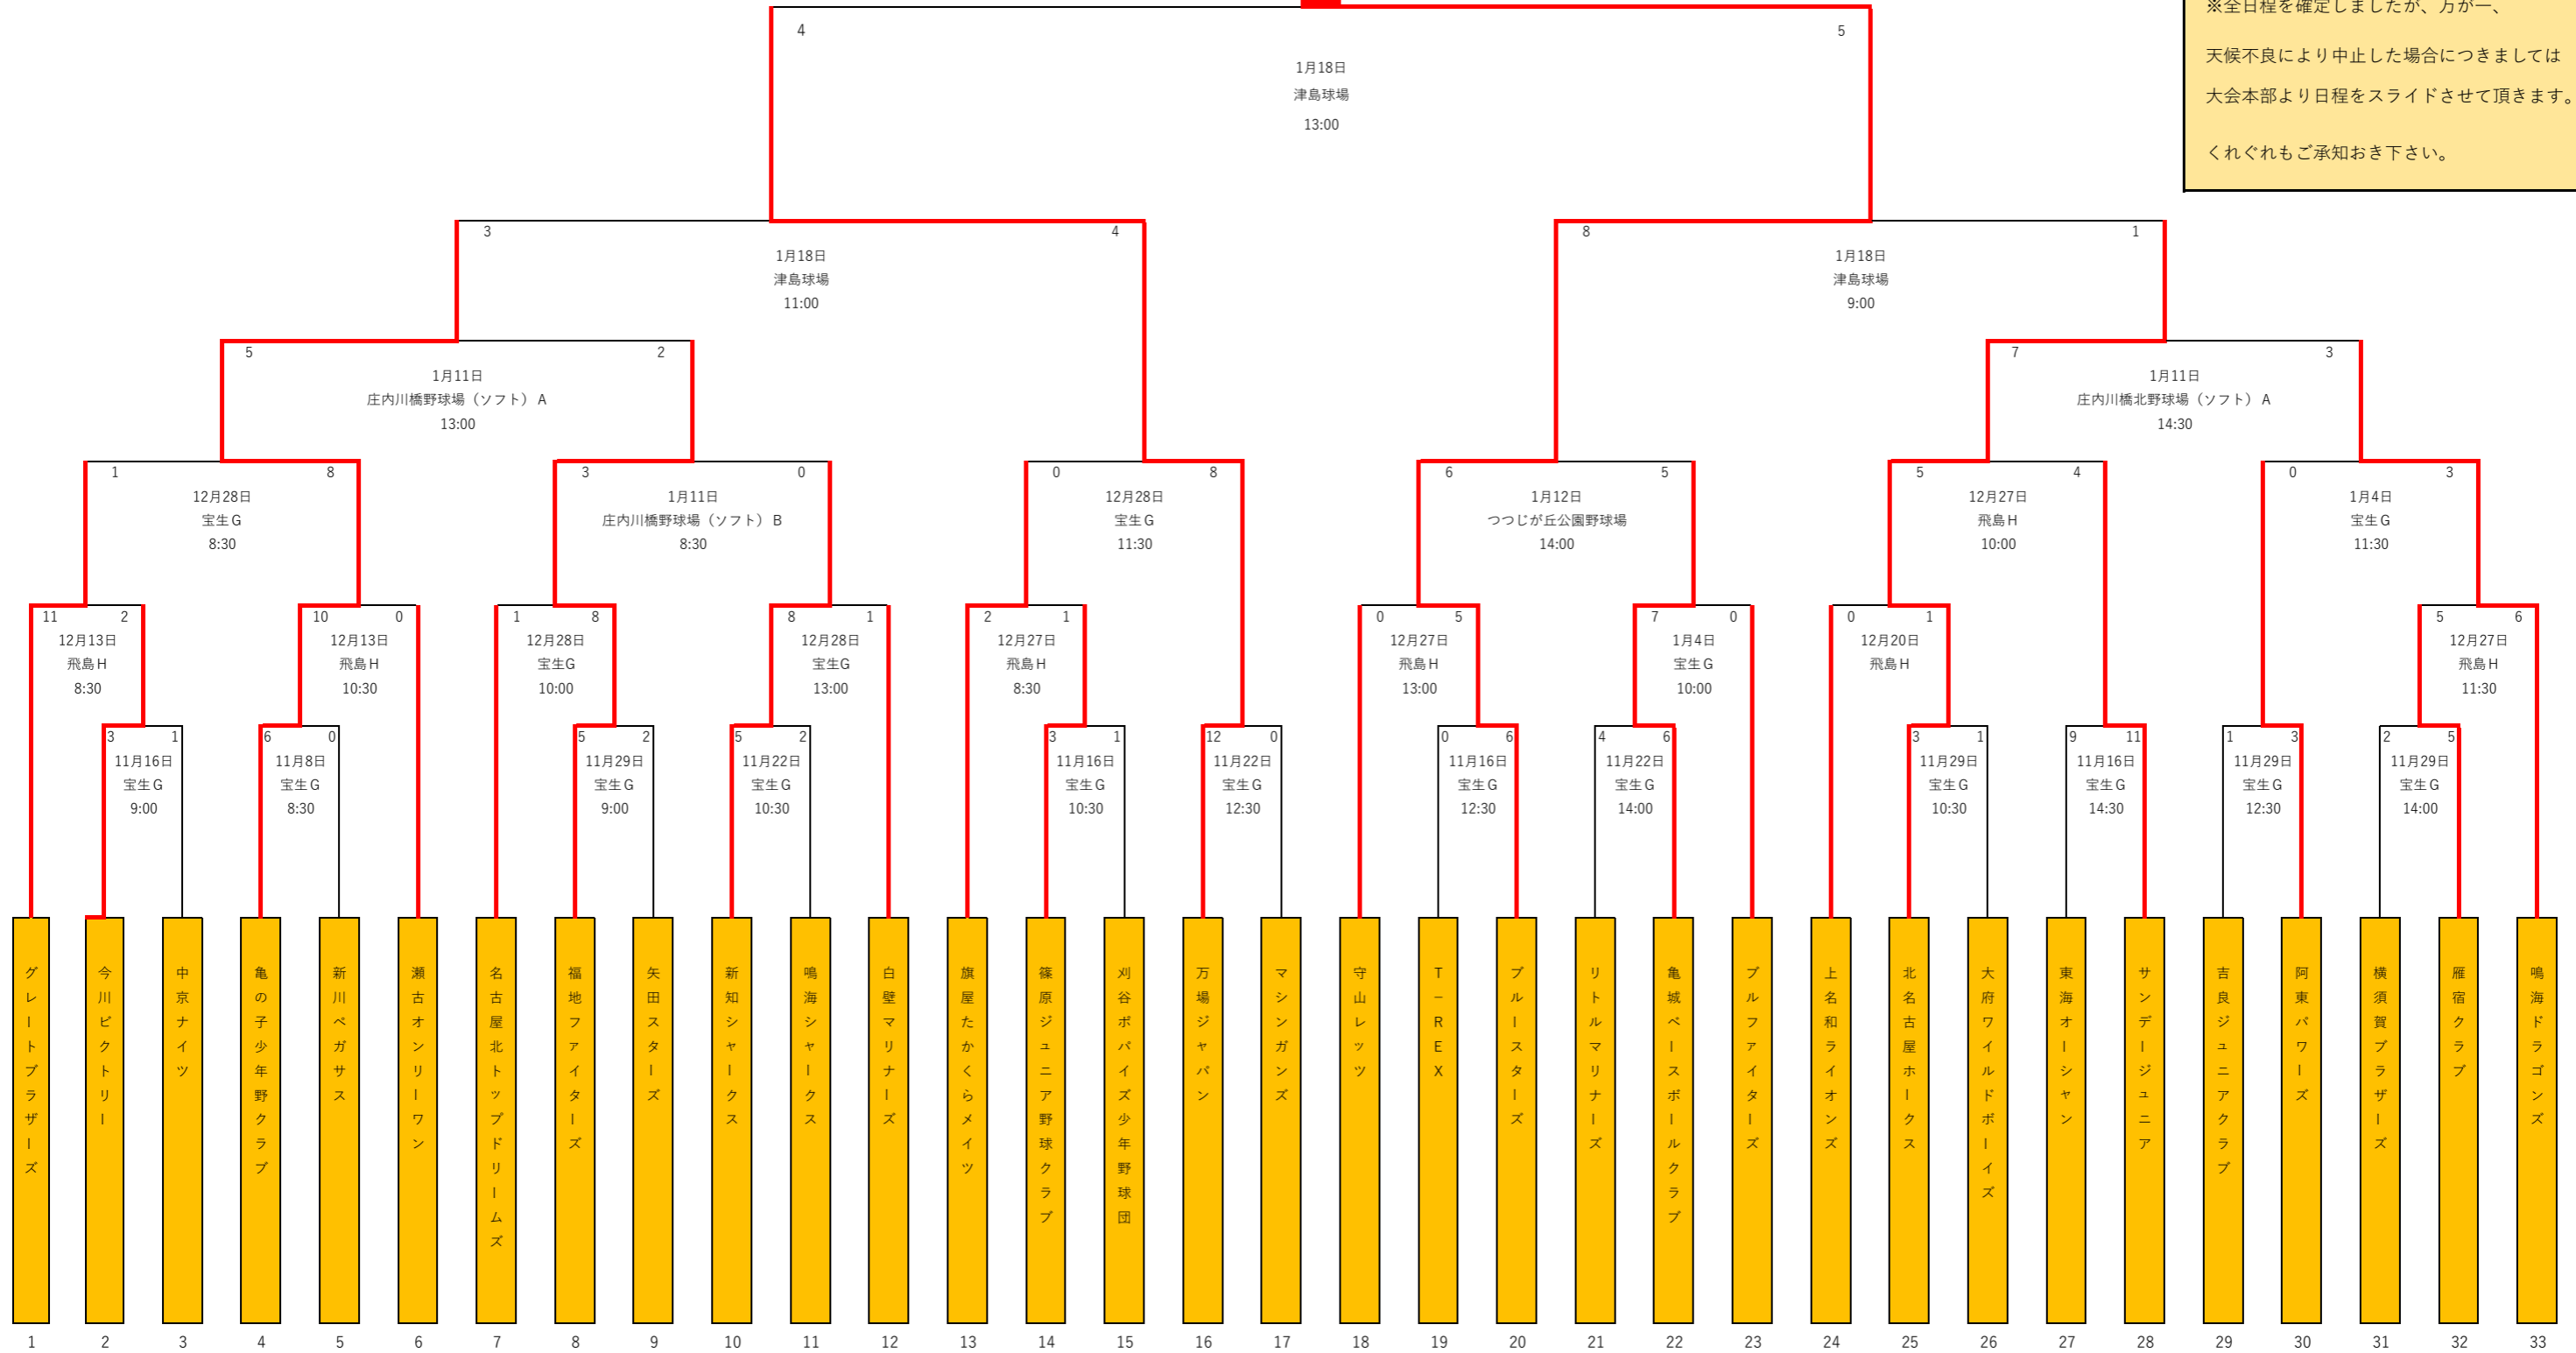 ※全日程を確定しましたが、万が一、
天候不良により中止した場合につきましては
大会本部より日程をスライドさせて頂きます。
くれぐれもご承知おき下さい。
4 5
1月18日
津島球場
13:00
3 4
1月18日
津島球場
11:00
8 1
1月18日
津島球場
9:00
5 2
1月11日
庄内川橋野球場（ソフト）A
13:00
7 3
1月11日
庄内川橋北野球場（ソフト）A
14:30
1 8
12月28日
宝生G
8:30
3 0
1月11日
庄内川橋野球場（ソフト）B
8:30
0 8
12月28日
宝生G
11:30
6 5
1月12日
つつじが丘公園野球場
14:00
5 4
12月27日
飛島H
10:00
0 3
1月4日
宝生G
11:30
11 2
12月13日
飛島H
8:30
10 0
12月13日
飛島H
10:30
1 8
12月28日
宝生G
10:00
8 1
12月28日
宝生G
13:00
2 1
12月27日
飛島H
8:30
0 5
12月27日
飛島H
13:00
7 0
1月4日
宝生G
10:00
0 1
12月20日
飛島H
5 6
12月27日
飛島H
11:30
3 1
11月16日
宝生G
9:00
6 0
11月8日
宝生G
8:30
5 2
11月29日
宝生G
9:00
5 2
11月22日
宝生G
10:30
3 1
11月16日
宝生G
10:30
12 0
11月22日
宝生G
12:30
0 6
11月16日
宝生G
12:30
4 6
11月22日
宝生G
14:00
3 1
11月29日
宝生G
10:30
9 11
11月16日
宝生G
14:30
1 3
11月29日
宝生G
12:30
2 5
11月29日
宝生G
14:00
グレートブラザーズ
今川ビクトリー
中京ナイツ
亀の子少年野クラブ
新川ペガサス
瀬古オンリーワン
名古屋北トップドリームズ
福地ファイターズ
矢田スターズ
新知シャークス
鳴海シャークス
白壁マリナーズ
旗屋たかくらメイツ
篠原ジュニア野球クラブ
刈谷ポパイズ少年野球団
万場ジャパン
マシンガンズ
守山レッツ
T－REX
ブルースターズ
リトルマリナーズ
亀城ベースボールクラブ
ブルファイターズ
上名和ライオンズ
北名古屋ホークス
大府ワイルドボーイズ
東海オーシャン
サンデージュニア
吉良ジュニアクラブ
阿東パワーズ
横須賀ブラザーズ
雁宿クラブ
鳴海ドラゴンズ
1 2 3 4 5 6 7 8 9 10 11 12 13 14 15 16 17 18 19 20 21 22 23 24 25 26 27 28 29 30 31 32 33